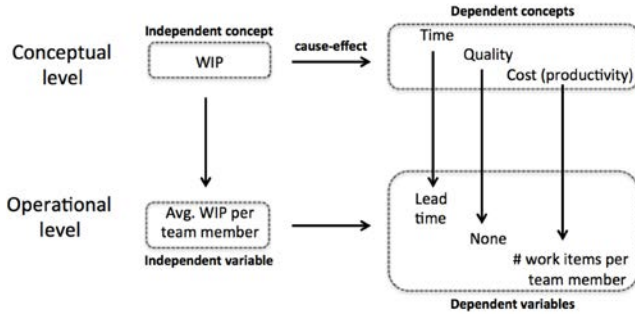 Dependent concepts
Independent concept
Time
cause-effect
Conceptual
level
WIP
Quality
Cost (productivity)
Operational
level
Avg. WIP per
team member
Independent variable
Lead
time
None
# work items per
team member
Dependent variables